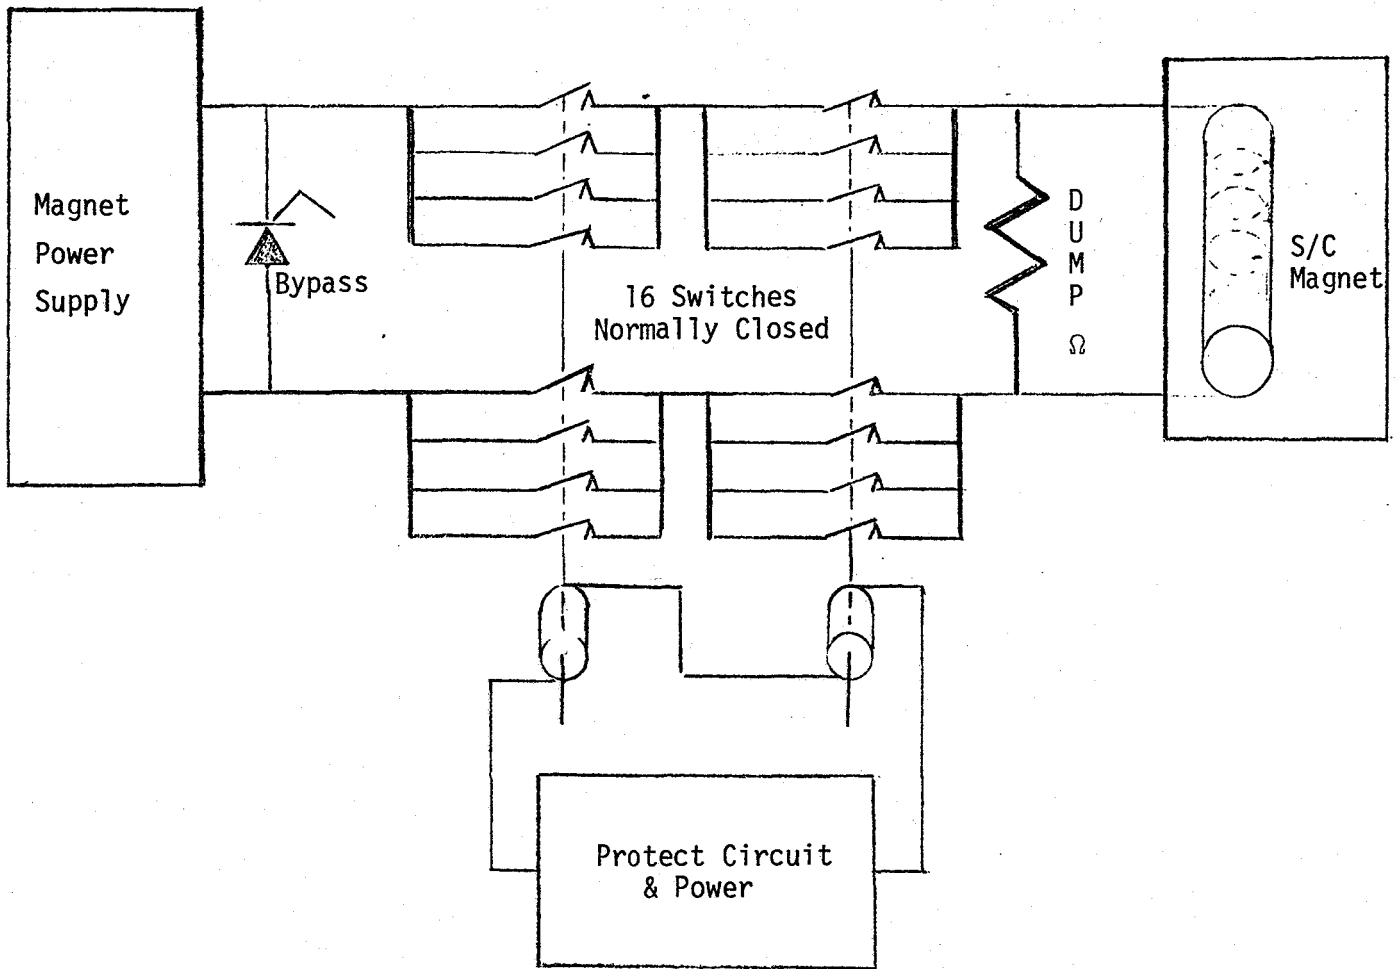 Magnet
Power
Supply
Bypass
16 Switches
Normally Closed
D
U
M
P
Ω
S/C
Magnet
Protect Circuit
& Power